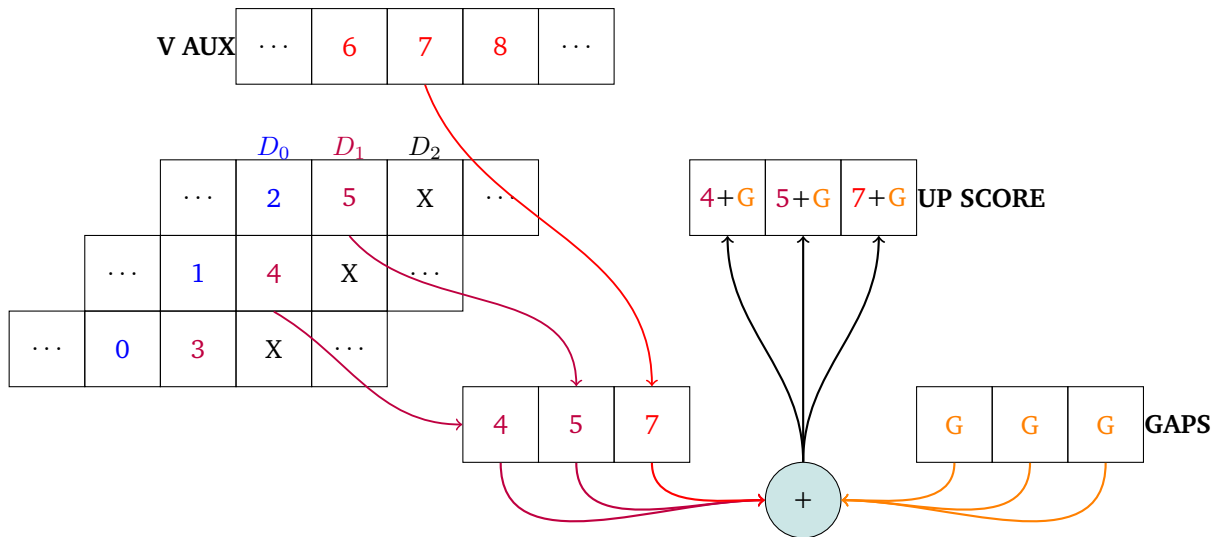 V AUX ··· 6 7 8 ···
D₀ D₁ D₂
··· 2 5 X ···
4+G 5+G 7+G UP SCORE
··· 1 4 X ···
··· 0 3 X ···
4 5 7
G G G GAPS
+